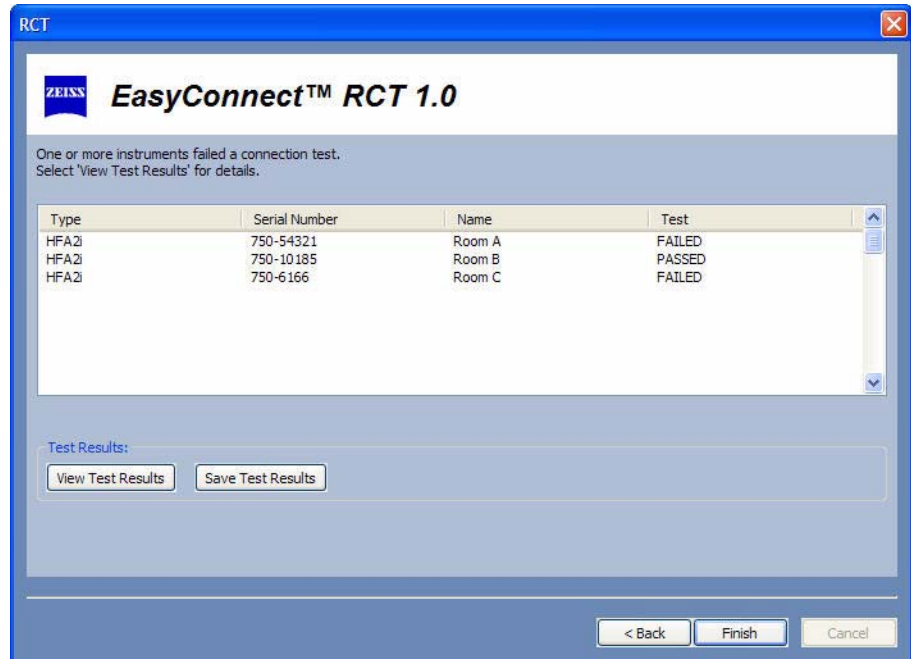 RCT
ZEISS
EasyConnect™ RCT 1.0
One or more instruments failed a connection test.
Select 'View Test Results' for details.
Type Serial Number Name Test
HFA2i 750-54321 Room A FAILED
HFA2i 750-10185 Room B PASSED
HFA2i 750-6166 Room C FAILED
Test Results:
View Test Results Save Test Results
< Back Finish Cancel